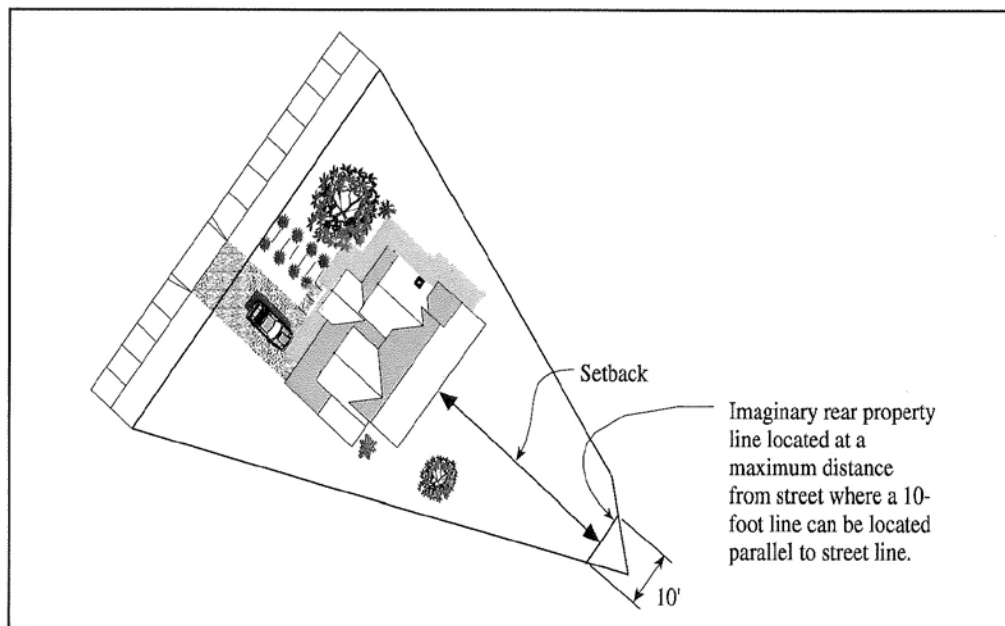 Setback
Imaginary rear property
line located at a
maximum distance
from street where a 10-
foot line can be located
parallel to street line.
10'